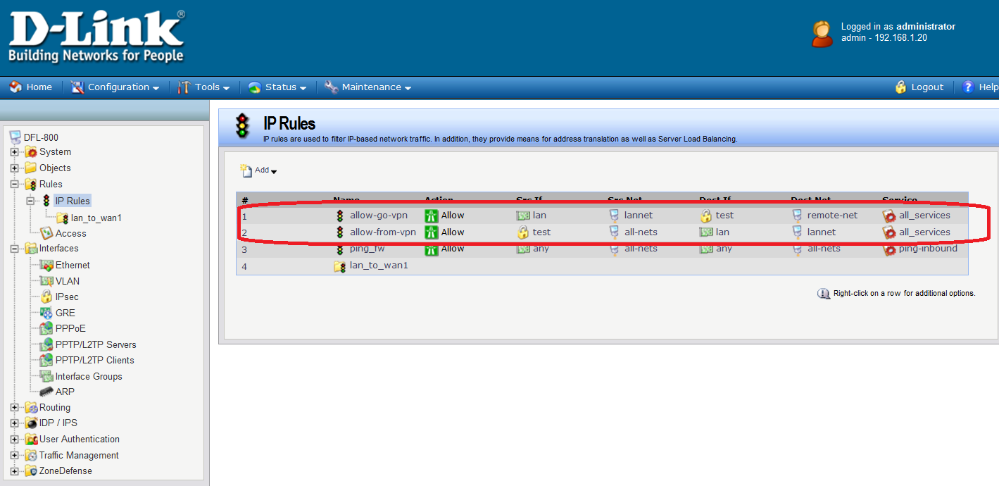 D-Link®
Building Networks for People
Logged in as administrator
admin - 192.168.1.20
Home Configuration Tools Status Maintenance Logout Help
DFL-800
System
Objects
Rules
IP Rules
lan_to_wan1
Access
Interfaces
Ethernet
VLAN
IPsec
GRE
PPPoE
PPTP/L2TP Servers
PPTP/L2TP Clients
Interface Groups
ARP
Routing
IDP / IPS
User Authentication
Traffic Management
ZoneDefense
IP Rules
IP rules are used to filter IP-based network traffic. In addition, they provide means for address translation as well as Server Load Balancing.
Add
# Name Action Src If Src Net Dest If Dest Net Service
1 allow-go-vpn Allow lan lannet test remote-net all_services
2 allow-from-vpn Allow test all-nets lan lannet all_services
3 ping_fw Allow any all-nets any all-nets ping-inbound
4 lan_to_wan1
Right-click on a row for additional options.